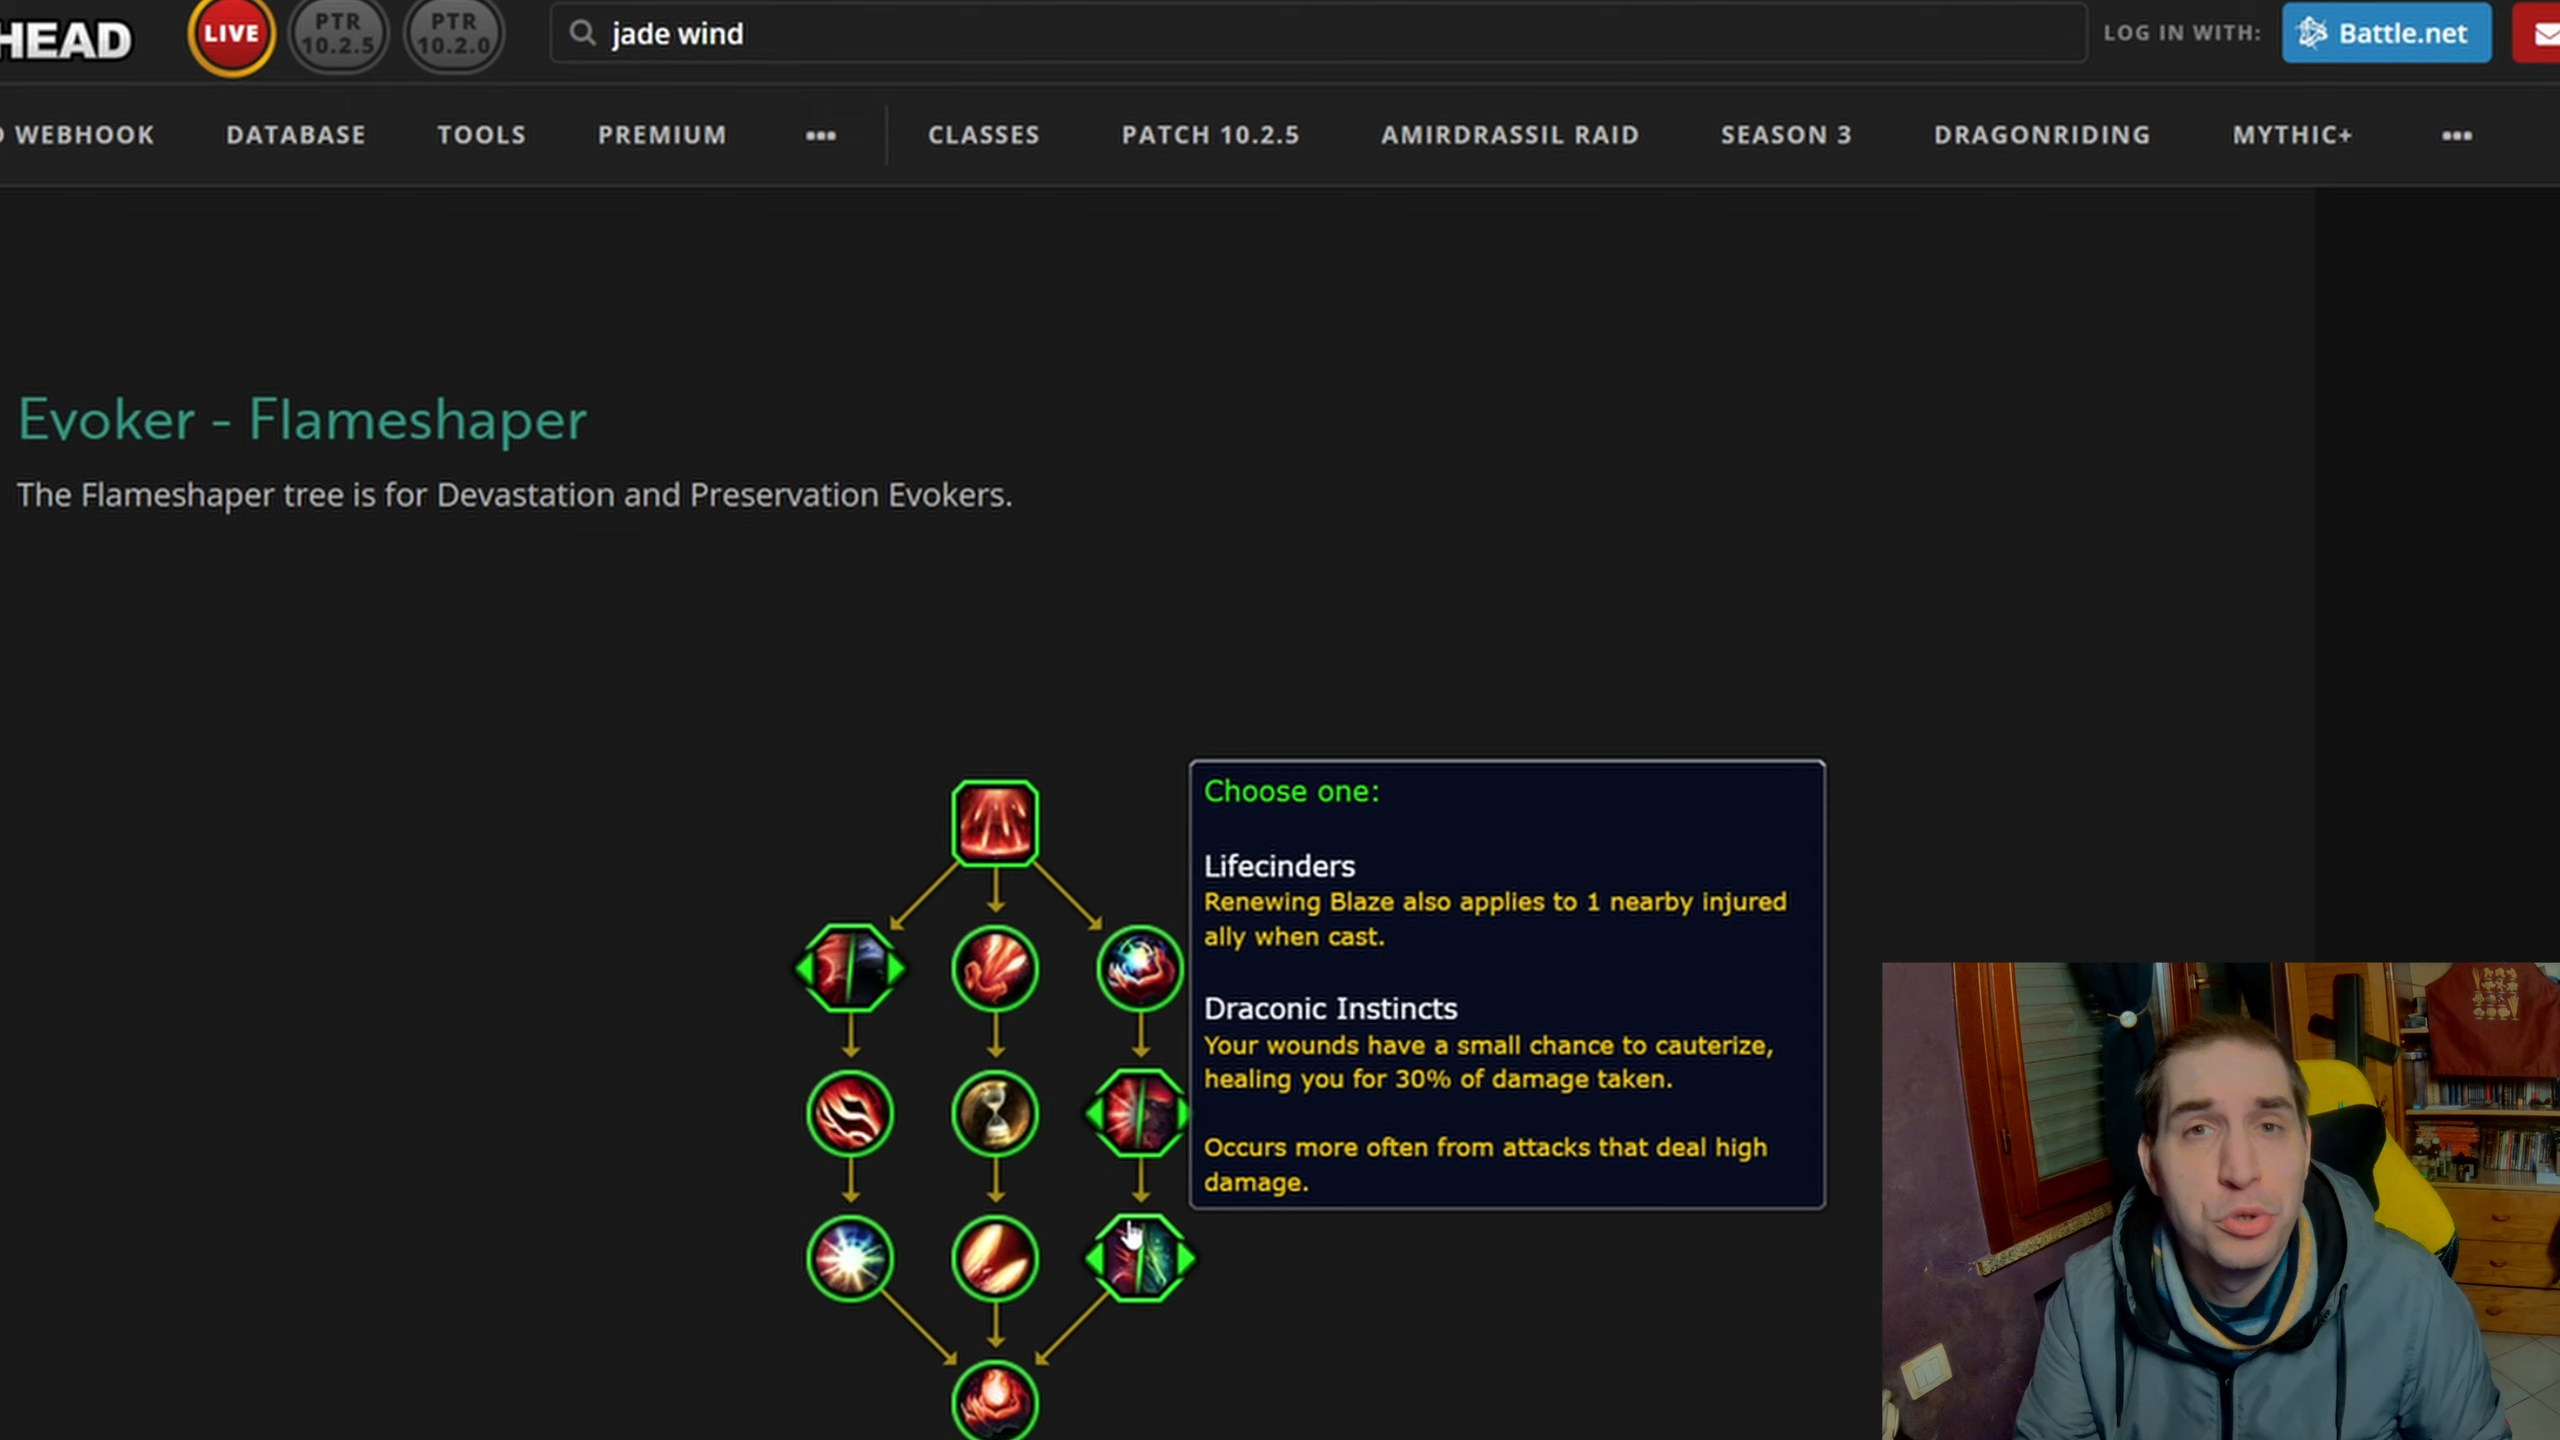 HEAD
LIVE
PTR
10.2.5
PTR
10.2.0
jade wind
LOG IN WITH:
Battle.net
WEBHOOK
DATABASE
TOOLS
PREMIUM
•••
CLASSES
PATCH 10.2.5
AMIRDRASSIL RAID
SEASON 3
DRAGONRIDING
MYTHIC+
•••
Evoker - Flameshaper
The Flameshaper tree is for Devastation and Preservation Evokers.
Choose one:
Lifecinders
Renewing Blaze also applies to 1 nearby injured
ally when cast.
Draconic Instincts
Your wounds have a small chance to cauterize,
healing you for 30% of damage taken.
Occurs more often from attacks that deal high
damage.